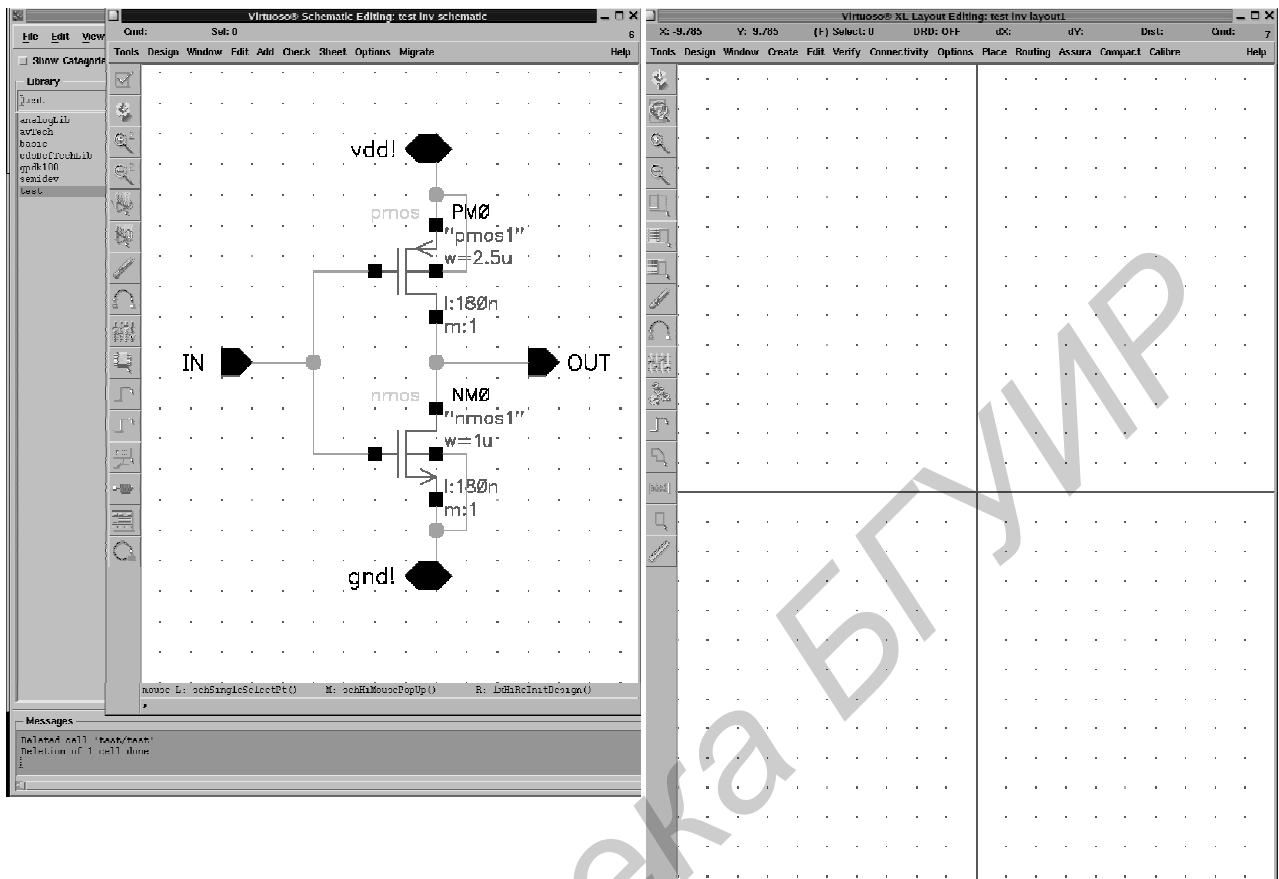 Virtuoso® Schematic Editing: test inv schematic
Cmd: Sel: 0 6
Tools Design Window Edit Add Check Sheet Options Migrate Help
File Edit View
Show Catagorie
Library
test
analogLib
avTech
basic
cdsDefTechLib
gpdk180
semidev
test
vdd!
pmos PM0
"pmos1"
w=2.5u
l:180n
m:1
IN
OUT
nmos NM0
"nmos1"
w=1u
l:180n
m:1
gnd!
mouse L: schSingleSelectPt() M: schHiMousePopUp() R: lxHiReInitDesign()
>
Messages
Deleted cell 'test/test'
Deletion of 1 cell done
Virtuoso® XL Layout Editing: test inv layout1
X: -9.785 Y: 9.785 (F) Select: 0 DRD: OFF dX: dY: Dist: Cmd: 7
Tools Design Window Create Edit Verify Connectivity Options Place Routing Assura Compact Calibre Help
ека БГУИР